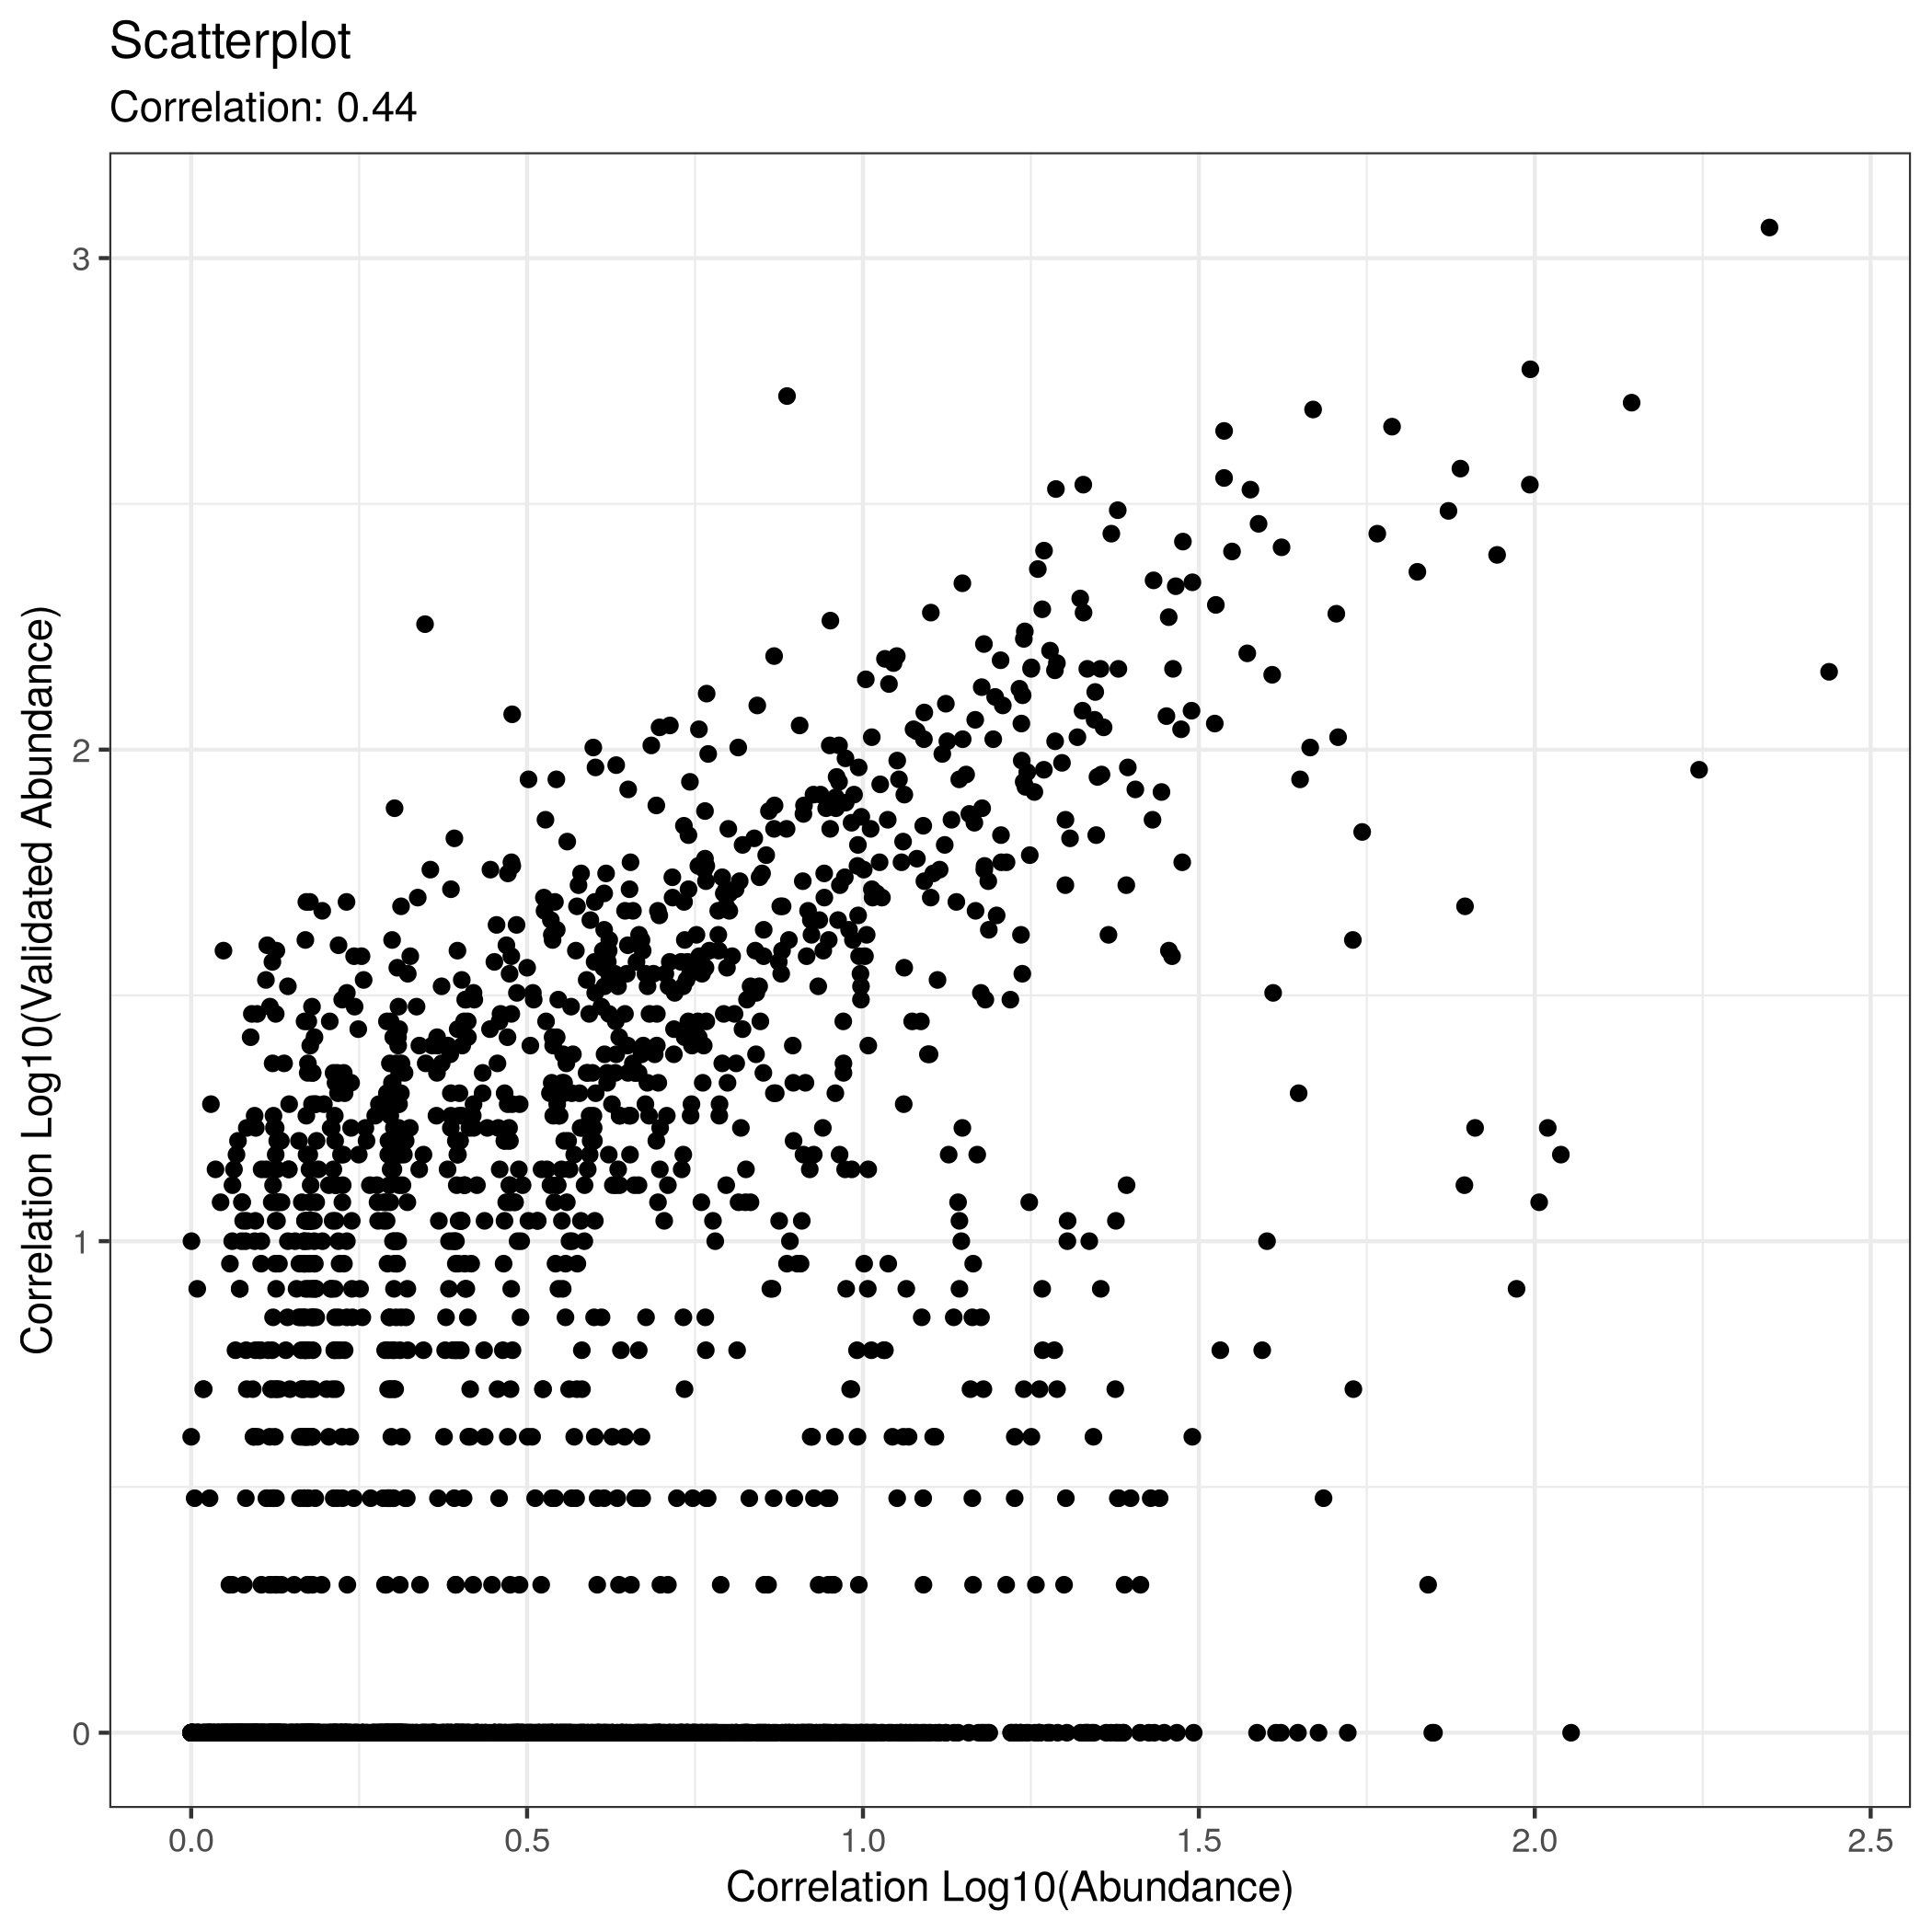 Scatterplot
Correlation: 0.44
Correlation Log10(Validated Abundance)
3
2
1
0
0.0 0.5 1.0 1.5 2.0 2.5
Correlation Log10(Abundance)